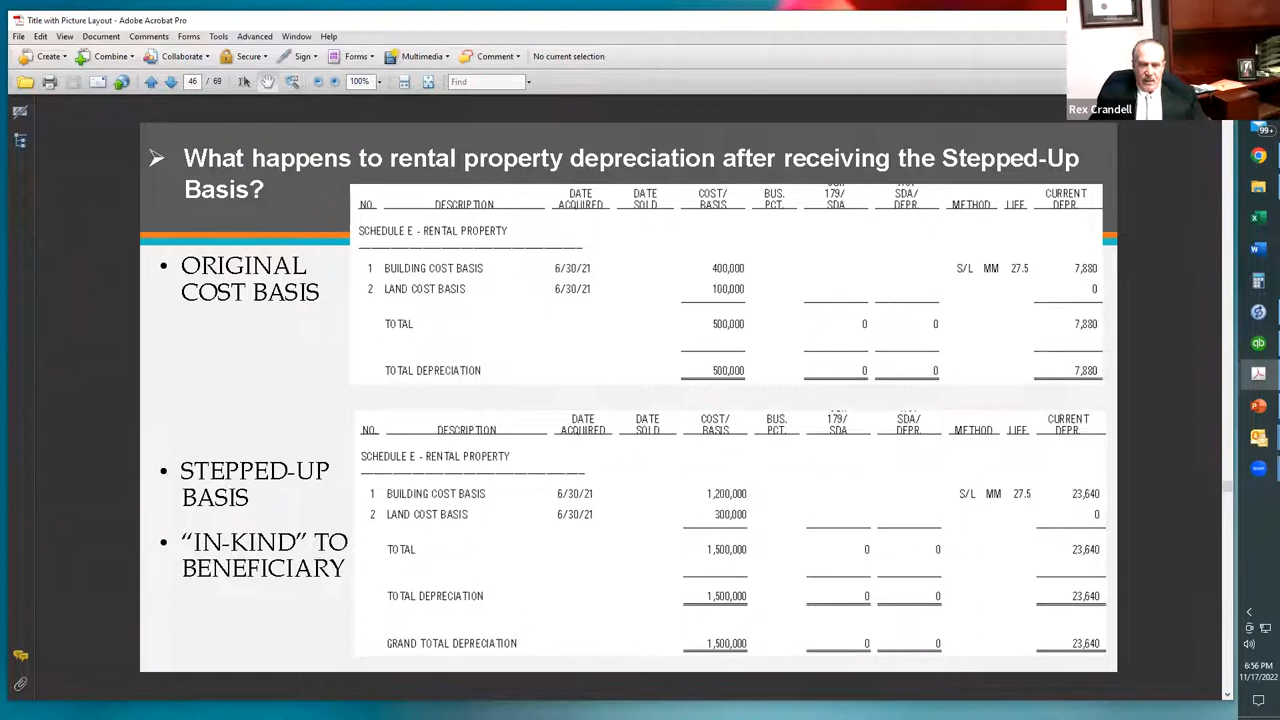 Title with Picture Layout - Adobe Acrobat Pro
File Edit View Document Comments Forms Tools Advanced Window Help
Create Combine Collaborate Secure Sign Forms Multimedia Comment No current selection
46 / 69 100% Find
Rex Crandell
99+
What happens to rental property depreciation after receiving the Stepped-Up
Basis?
• ORIGINAL
COST BASIS
DATE DATE COST/ BUS. 179/ SDA/ CURRENT
NO. DESCRIPTION ACQUIRED SOLD BASIS PCT. SDA DEPR. METHOD LIFE DEPR.
SCHEDULE E - RENTAL PROPERTY
1 BUILDING COST BASIS 6/30/21 400,000 S/L MM 27.5 7,880
2 LAND COST BASIS 6/30/21 100,000 0
TOTAL 500,000 0 0 7,880
TOTAL DEPRECIATION 500,000 0 0 7,880
• STEPPED-UP
BASIS
• “IN-KIND” TO
BENEFICIARY
DATE DATE COST/ BUS. 179/ SDA/ CURRENT
NO. DESCRIPTION ACQUIRED SOLD BASIS PCT. SDA DEPR. METHOD LIFE DEPR.
SCHEDULE E - RENTAL PROPERTY
1 BUILDING COST BASIS 6/30/21 1,200,000 S/L MM 27.5 23,640
2 LAND COST BASIS 6/30/21 300,000 0
TOTAL 1,500,000 0 0 23,640
TOTAL DEPRECIATION 1,500,000 0 0 23,640
GRAND TOTAL DEPRECIATION 1,500,000 0 0 23,640
6:56 PM
11/17/2022